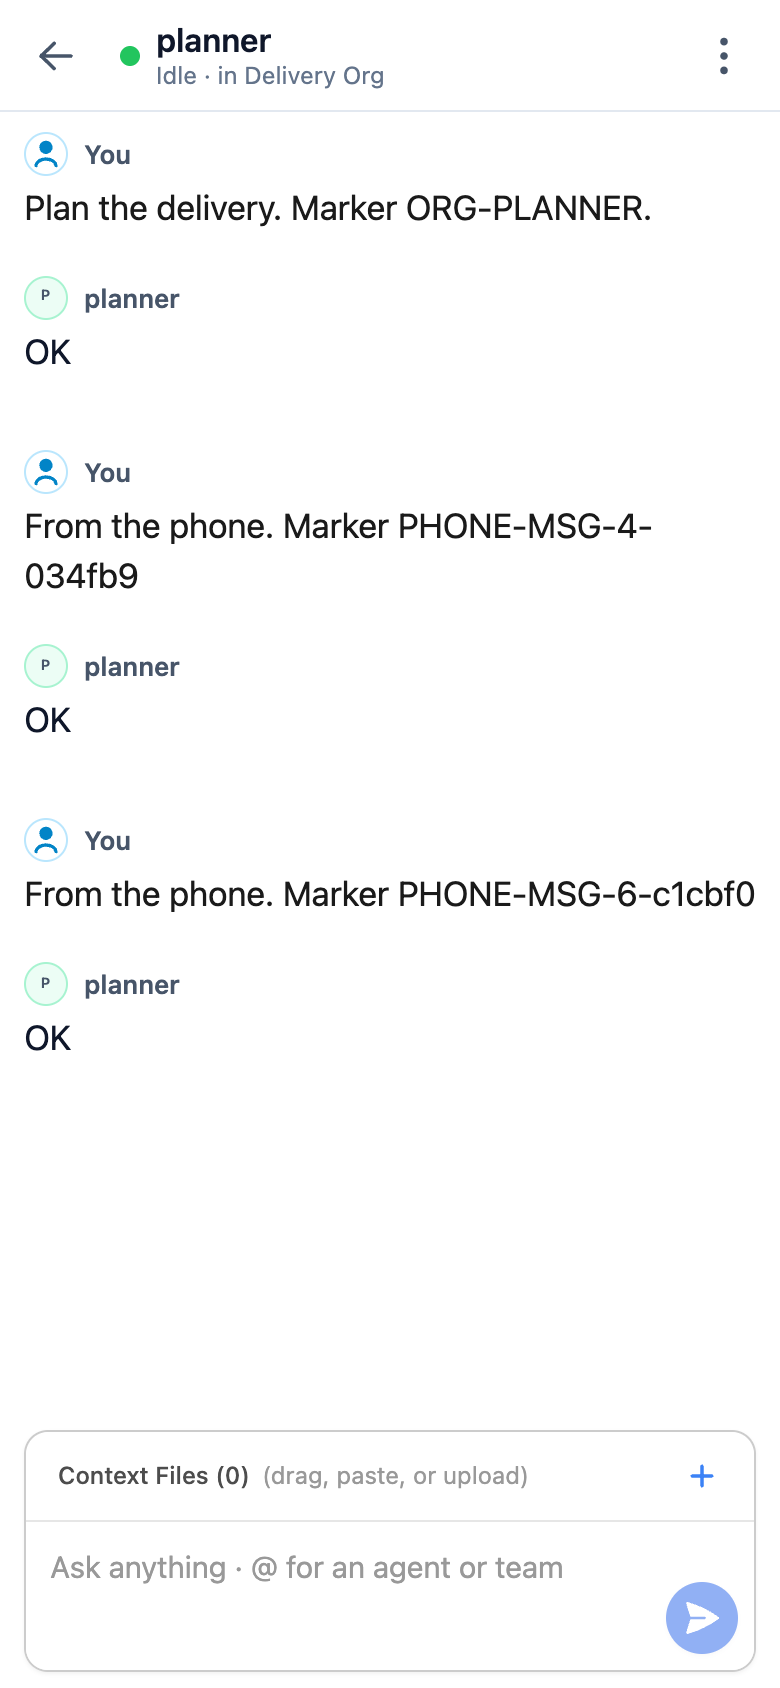 planner
Idle · in Delivery Org
You
Plan the delivery. Marker ORG-PLANNER.
P
planner
OK
You
From the phone. Marker PHONE-MSG-4-
034fb9
P
planner
OK
You
From the phone. Marker PHONE-MSG-6-c1cbf0
P
planner
OK
Context Files (0) (drag, paste, or upload)
Ask anything · @ for an agent or team